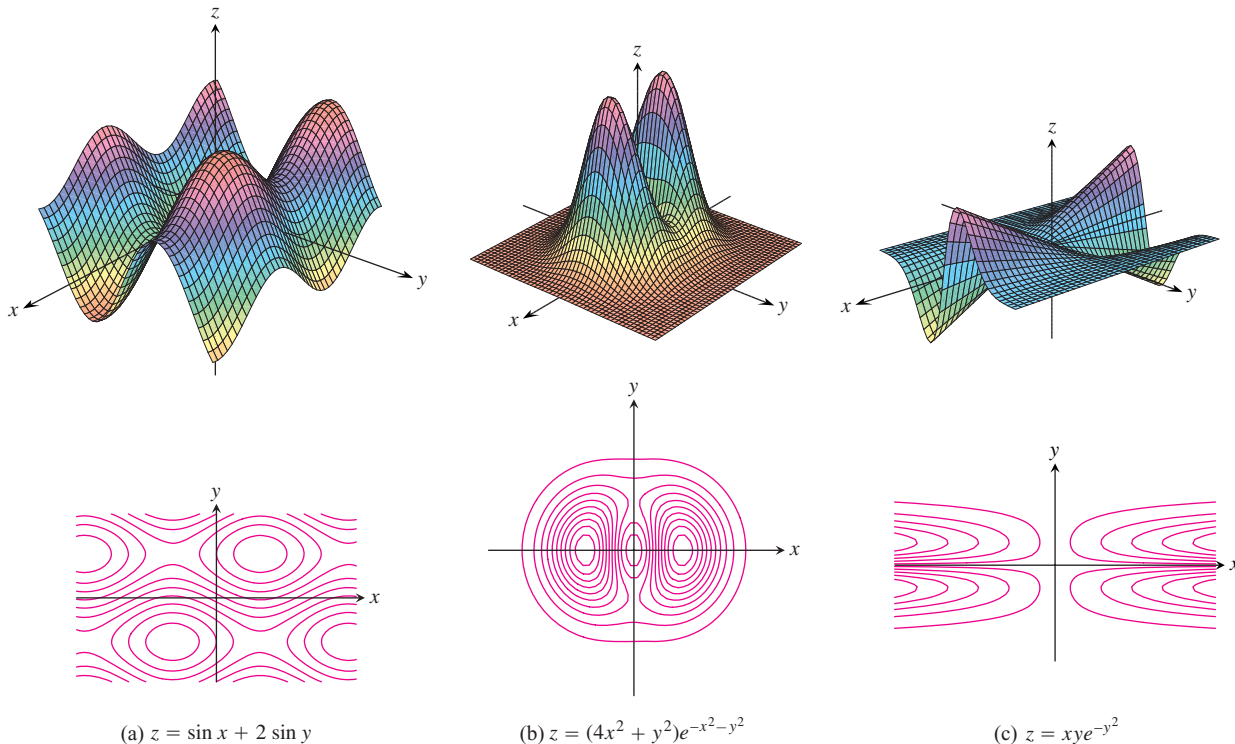 z
x
y
z
x
y
z
x
y
y
x
y
x
y
x
(a) z = sin x + 2 sin y
(b) z = (4x² + y²)e^{−x²−y²}
(c) z = xye^{−y²}